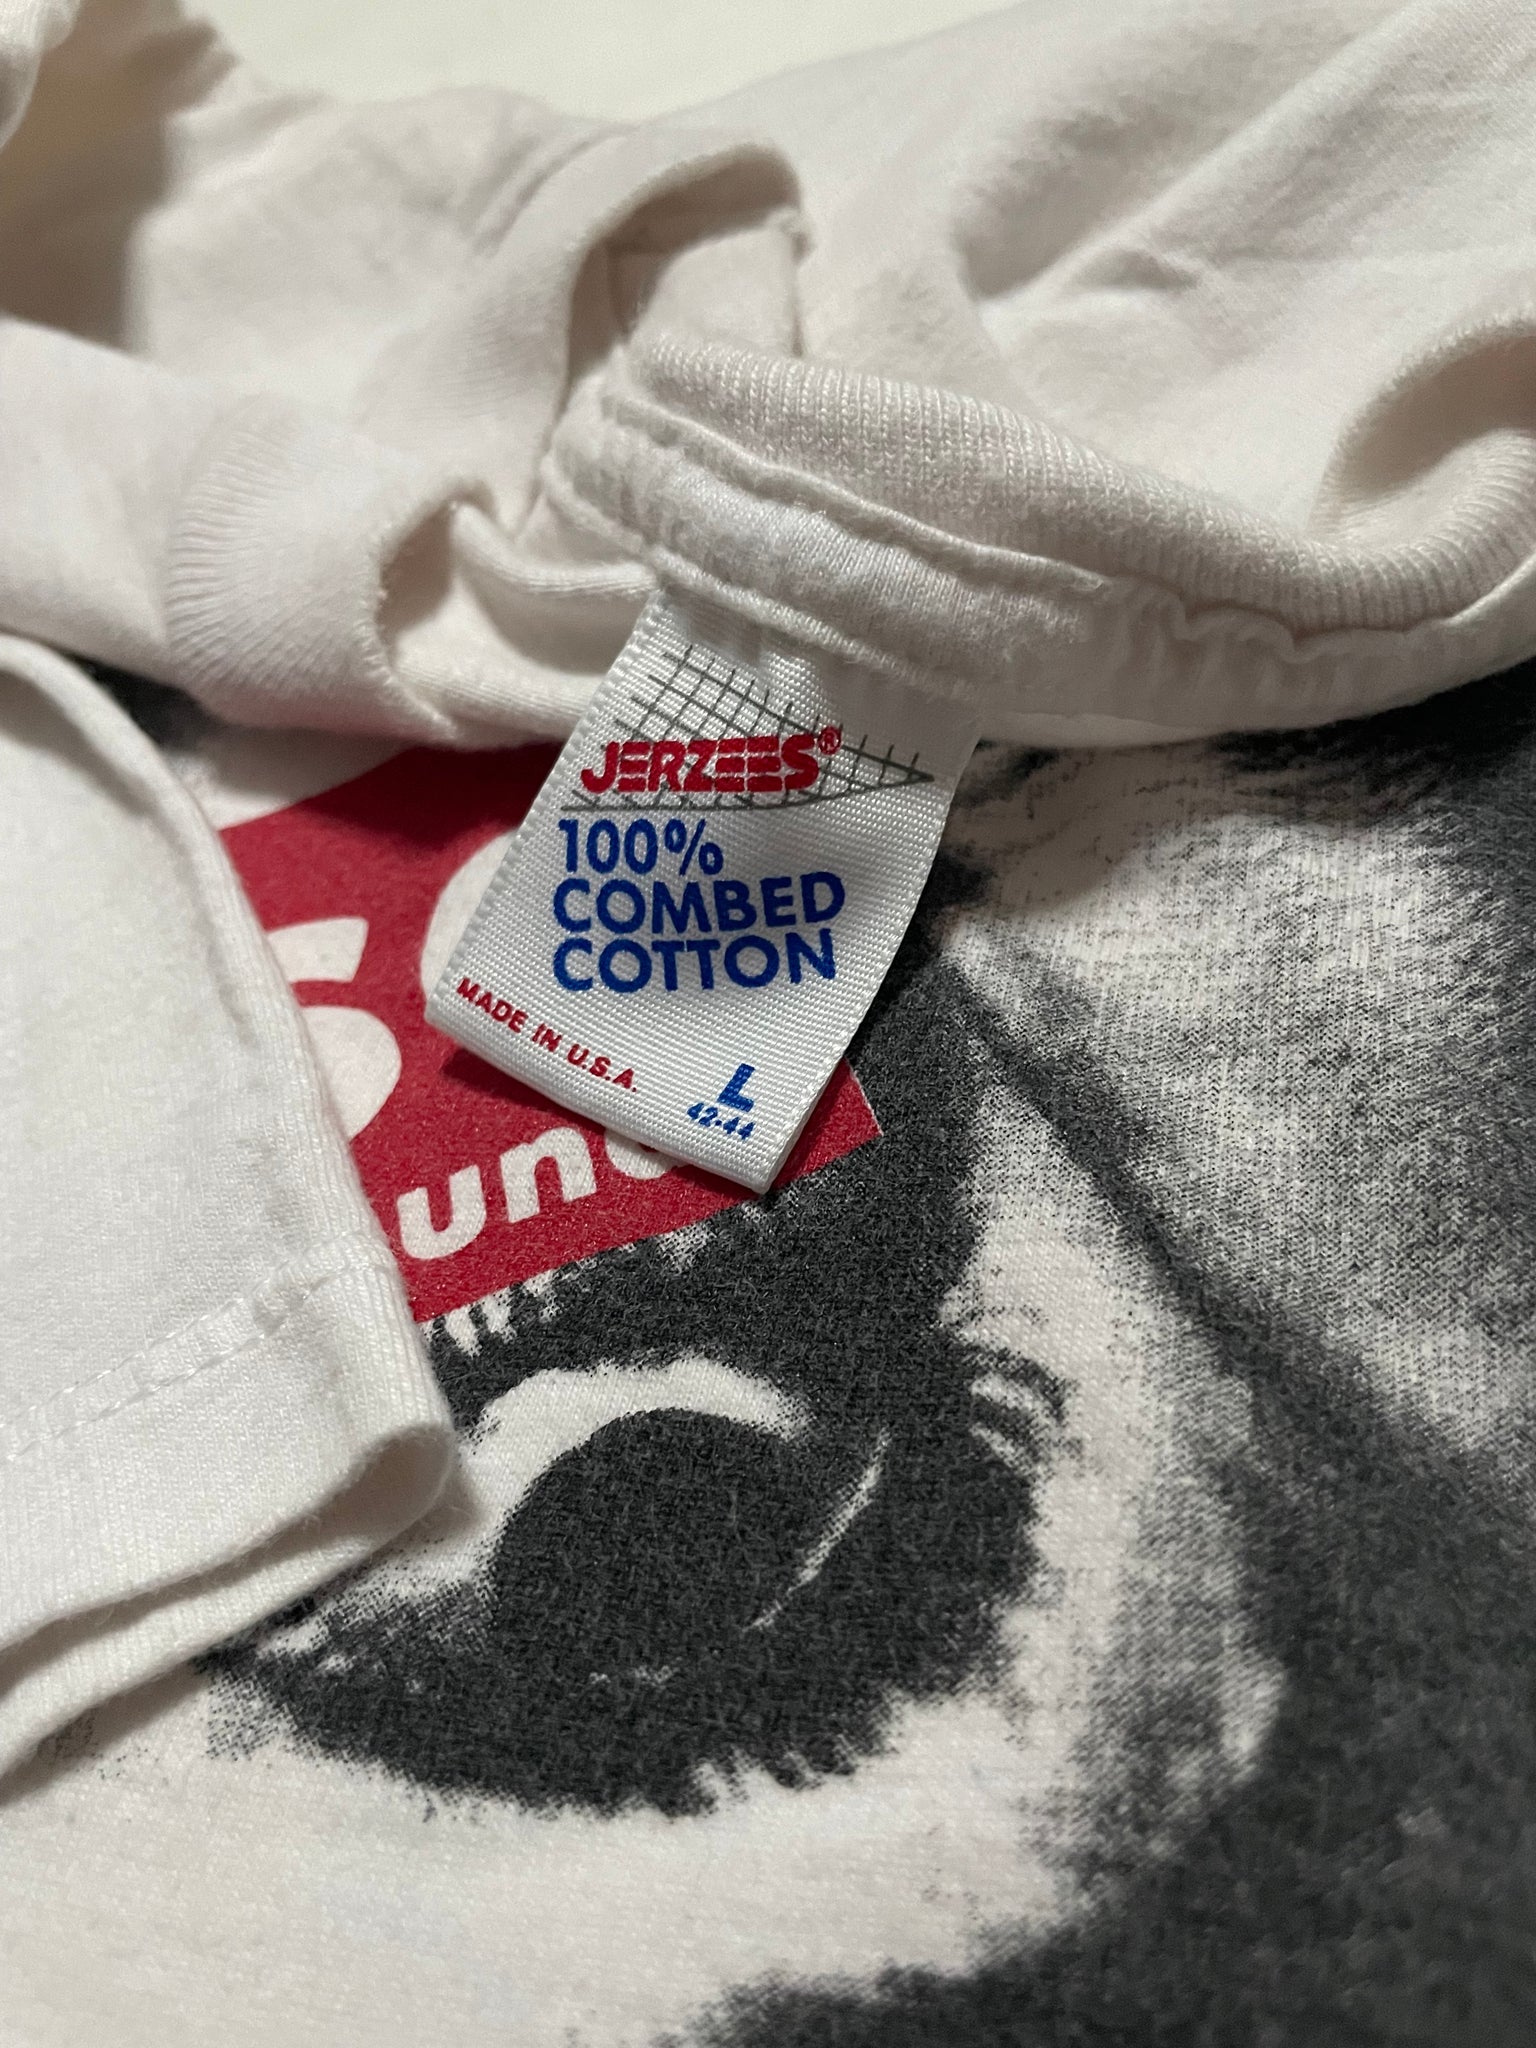 JERZEES®
100%
COMBED
COTTON
MADE IN U.S.A.
L
42-44